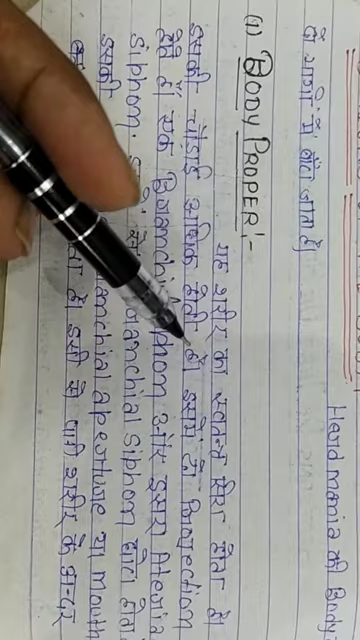 Herdmania की Body
दो भागों में बाँटा जाता है।
(i) BODY PROPER:-
यह शरीर का स्वतन्त्र सिरा होता है।
इसकी चौड़ाई अधिक होती है। इसमें दो Projection
होते हैं। एक Branchial Siphon और दूसरा Atrial
Siphon. Branchial Siphon छोटा होता
इसकी Branchial aperture या mouth
है। इसी से पानी शरीर के अन्दर